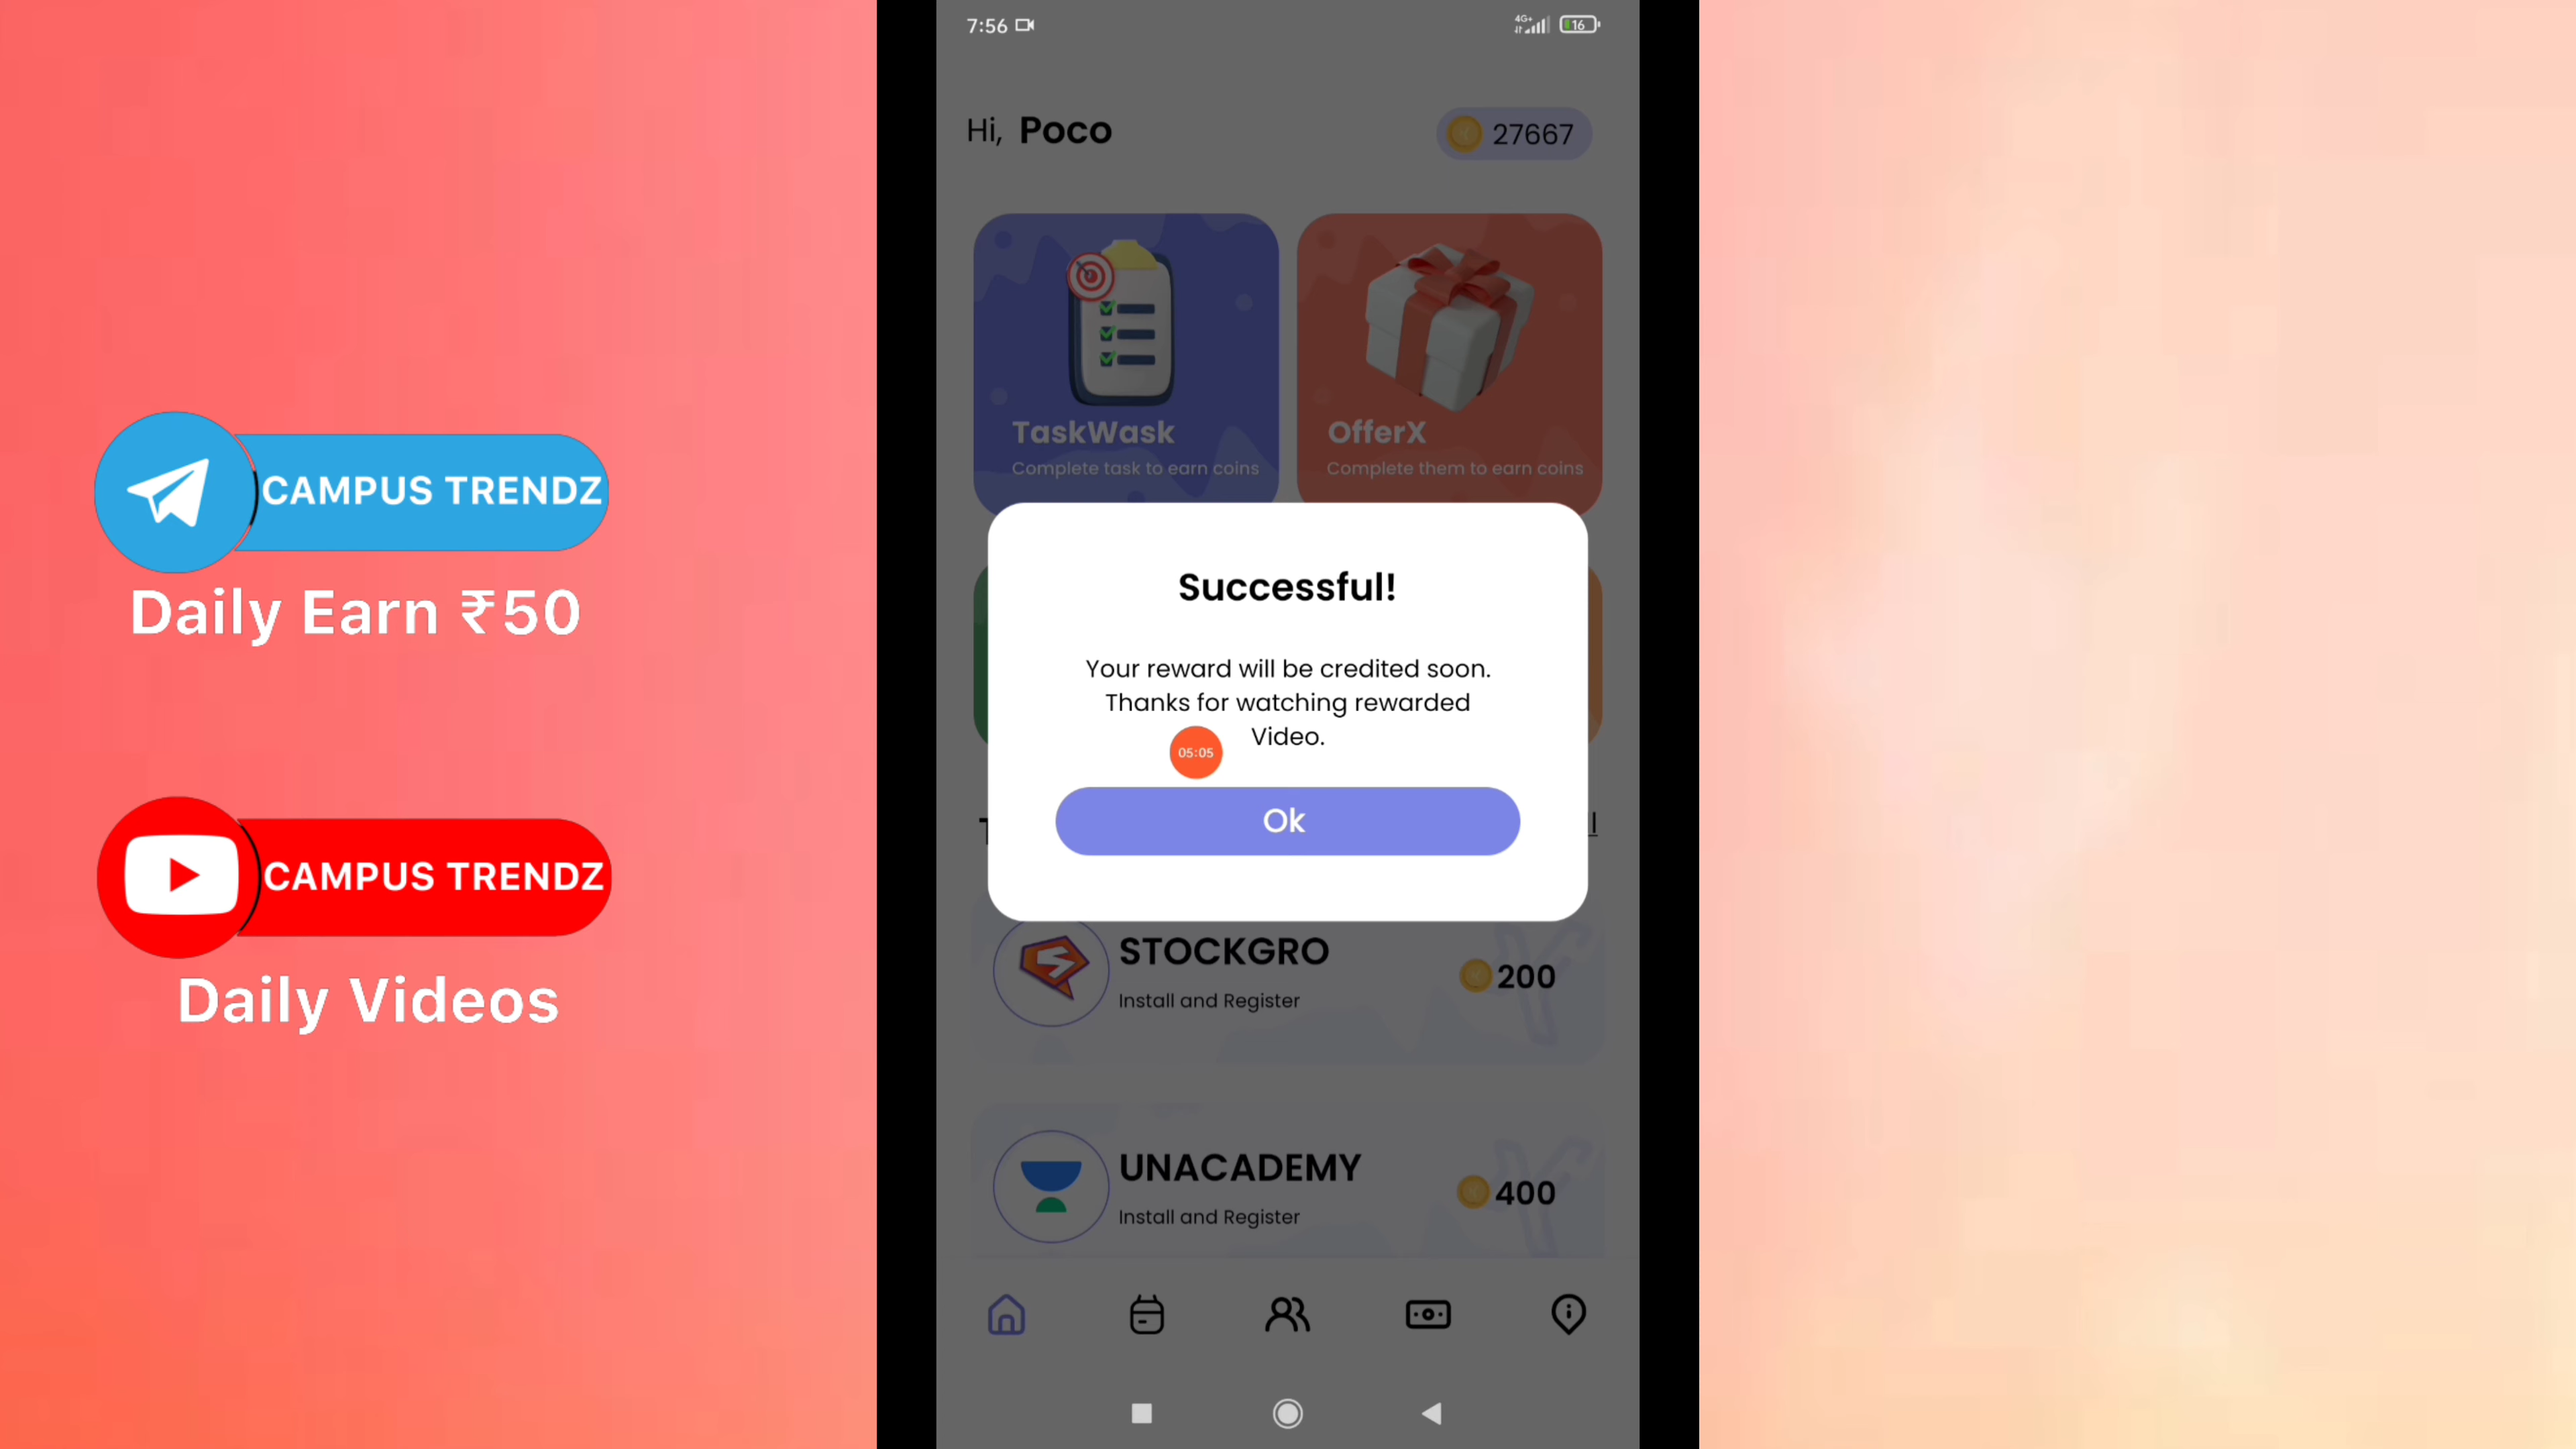 CAMPUS TRENDZ
Daily Earn ₹50
CAMPUS TRENDZ
Daily Videos
7:56
4G+
16
Hi, Poco
27667
TaskWask
Complete task to earn coins
OfferX
Complete them to earn coins
Successful!
Your reward will be credited soon.
Thanks for watching rewarded
Video.
05:05
Ok
STOCKGRO
Install and Register
200
UNACADEMY
Install and Register
400